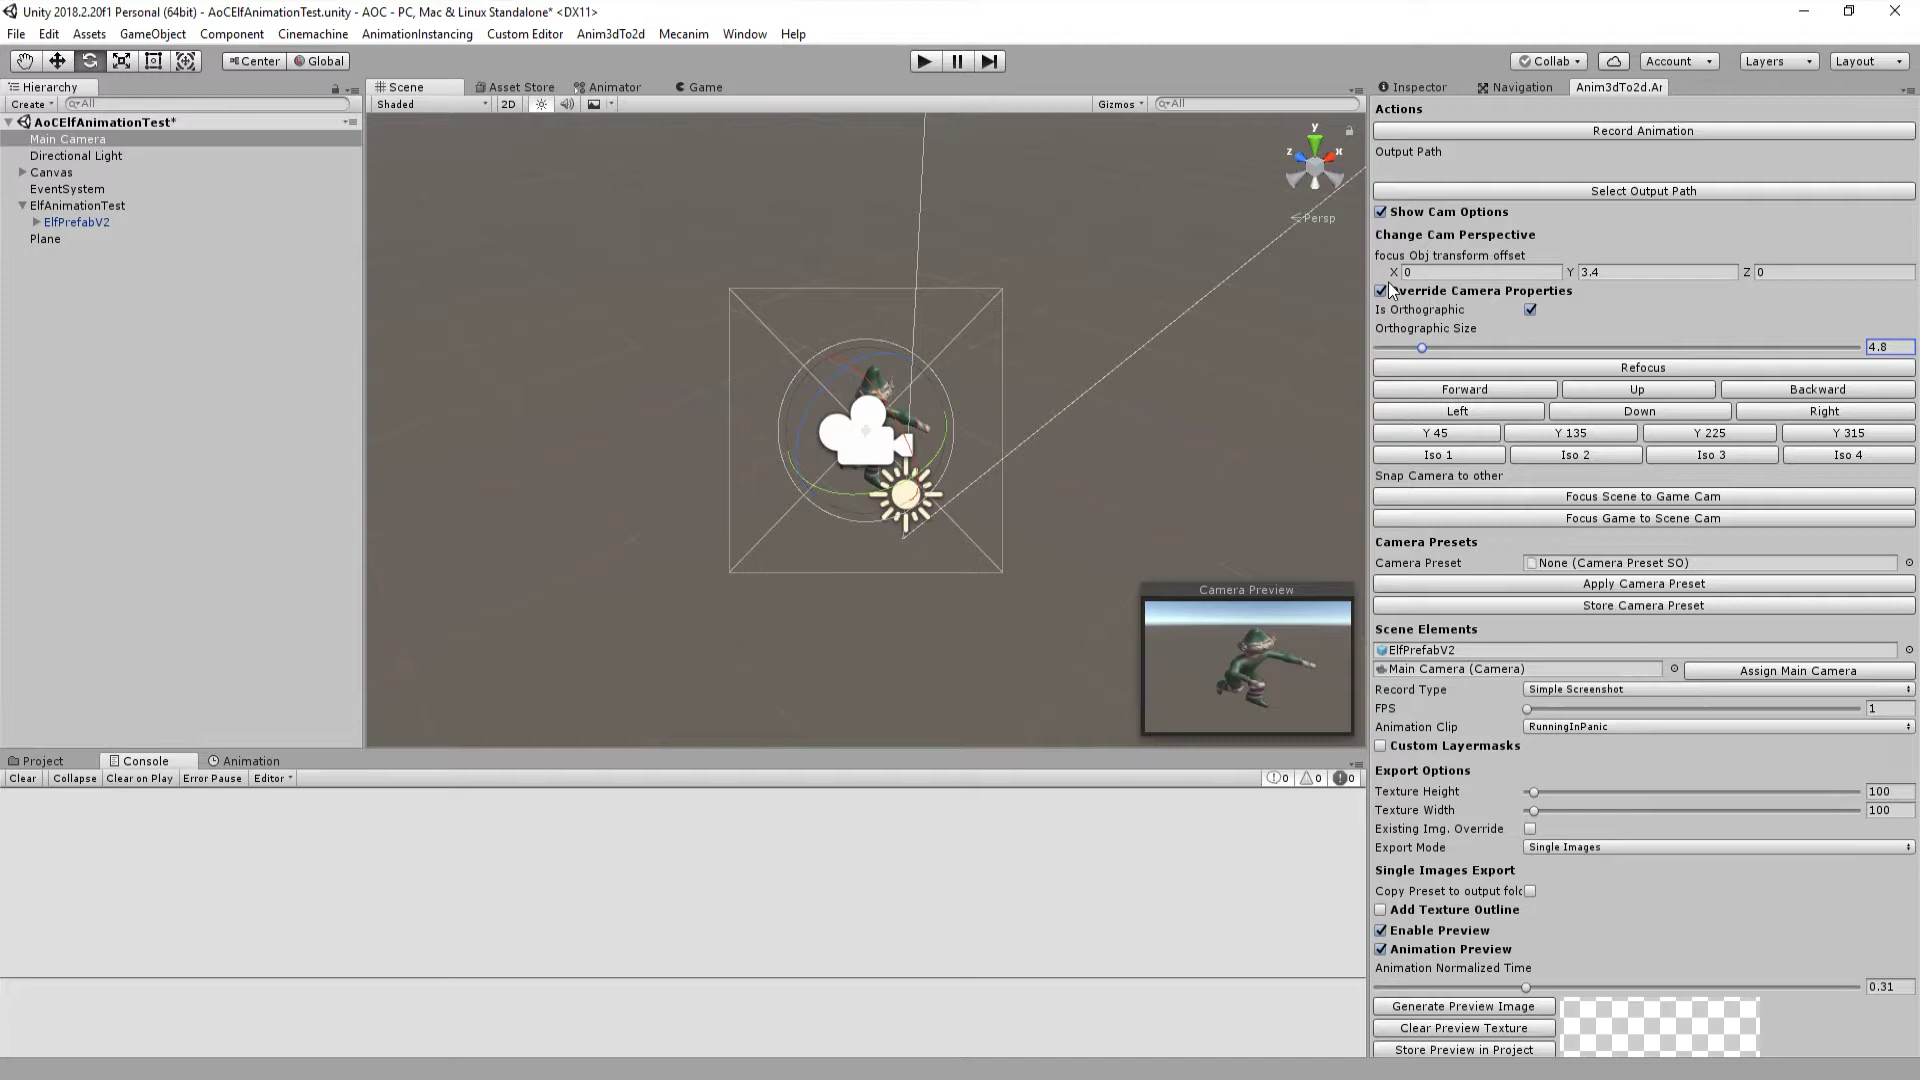 Unity 2018.2.20f1 Personal (64bit) - AoCElfAnimationTest.unity - AOC - PC, Mac & Linux Standalone* <DX11>
File Edit Assets GameObject Component Cinemachine AnimationInstancing Custom Editor Anim3dTo2d Mecanim Window Help
Center Global Collab Account Layers Layout
Hierarchy Scene Asset Store Animator Game Inspector Navigation Anim3dTo2d.Ar
Create All Shaded 2D Gizmos All
AoCElfAnimationTest*
Main Camera
Directional Light
Canvas
EventSystem
ElfAnimationTest
ElfPrefabV2
Plane
y
z x
Persp
Camera Preview
Actions
Record Animation
Output Path
Select Output Path
Show Cam Options
Change Cam Perspective
focus Obj transform offset
X 0 Y 3.4 Z 0
verride Camera Properties
Is Orthographic
Orthographic Size
4.8
Refocus
Forward Up Backward
Left Down Right
Y 45 Y 135 Y 225 Y 315
Iso 1 Iso 2 Iso 3 Iso 4
Snap Camera to other
Focus Scene to Game Cam
Focus Game to Scene Cam
Camera Presets
Camera Preset None (Camera Preset SO)
Apply Camera Preset
Store Camera Preset
Scene Elements
ElfPrefabV2
Main Camera (Camera) Assign Main Camera
Record Type Simple Screenshot
FPS 1
Animation Clip RunningInPanic
Custom Layermasks
Export Options
Texture Height 100
Texture Width 100
Existing Img. Override
Export Mode Single Images
Single Images Export
Copy Preset to output folc
Add Texture Outline
Enable Preview
Animation Preview
Animation Normalized Time
0.31
Generate Preview Image
Clear Preview Texture
Store Preview in Project
Project Console Animation
Clear Collapse Clear on Play Error Pause Editor 0 0 0